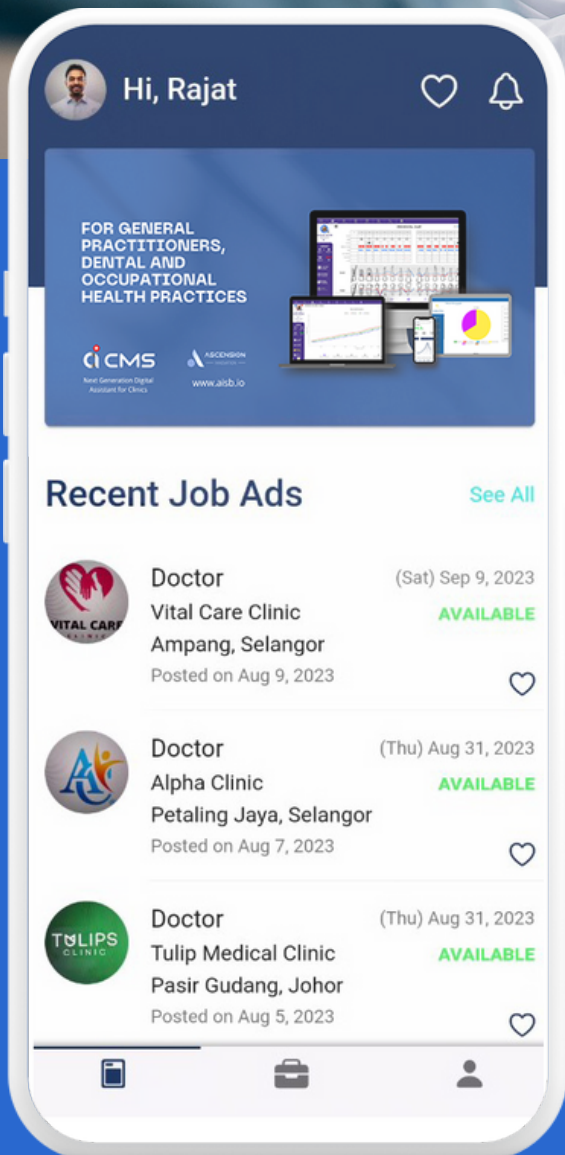 Hi, Rajat
FOR GENERAL
PRACTITIONERS,
DENTAL AND
OCCUPATIONAL
HEALTH PRACTICES
CiCMS
Next Generation Digital
Assistant for Clinics
ASCENSION
www.aisb.io
Recent Job Ads
See All
VITAL CARE
CLINIC
Doctor
(Sat) Sep 9, 2023
Vital Care Clinic
AVAILABLE
Ampang, Selangor
Posted on Aug 9, 2023
Doctor
(Thu) Aug 31, 2023
Alpha Clinic
AVAILABLE
Petaling Jaya, Selangor
Posted on Aug 7, 2023
TULIPS
CLINIC
Doctor
(Thu) Aug 31, 2023
Tulip Medical Clinic
AVAILABLE
Pasir Gudang, Johor
Posted on Aug 5, 2023